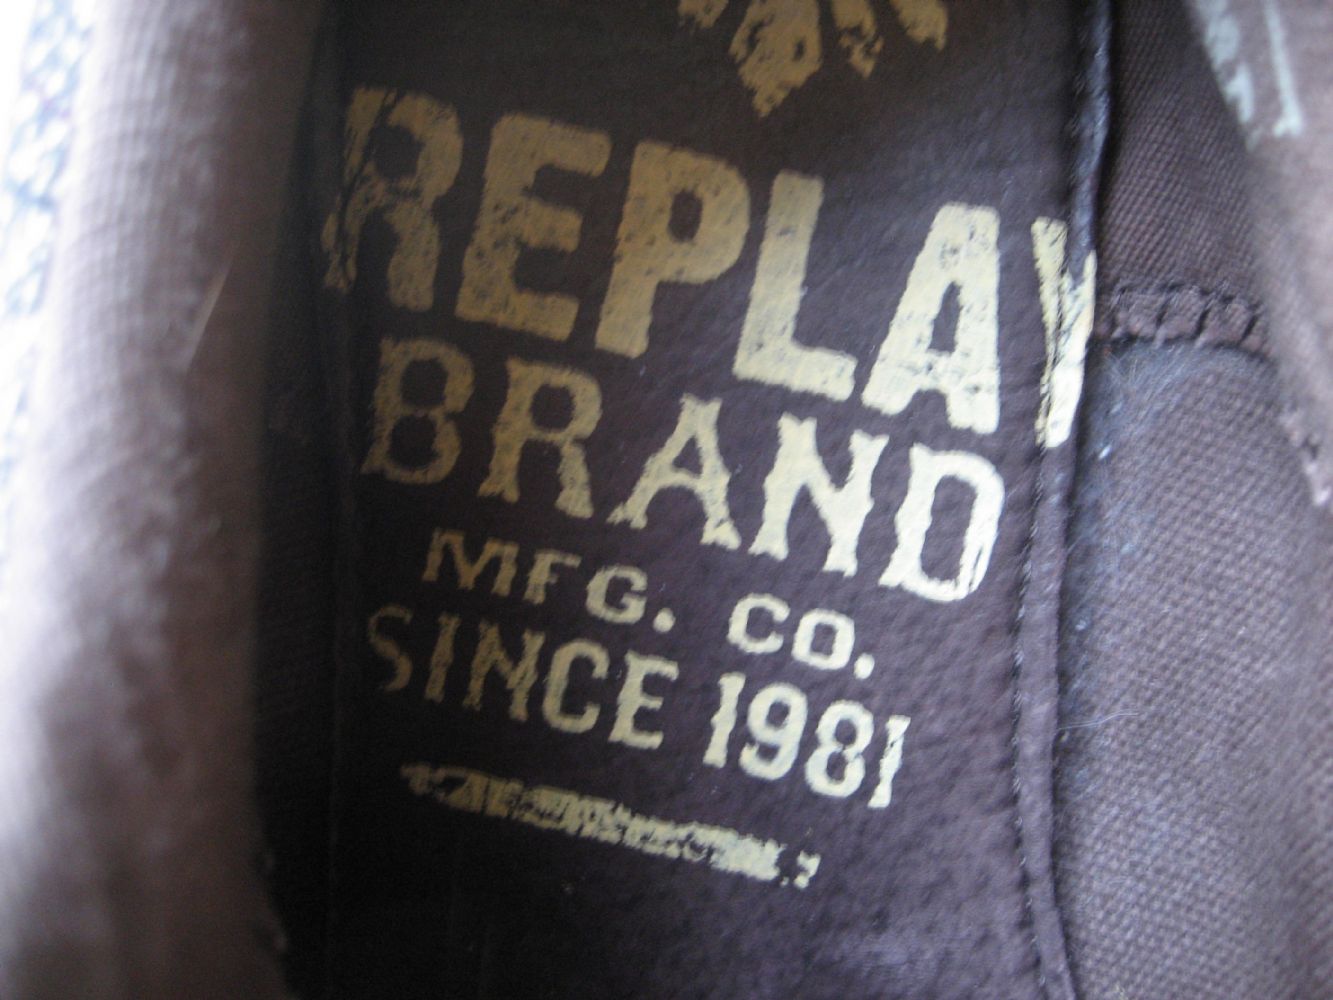 REPLAY
BRAND
MFG. CO.
SINCE 1981